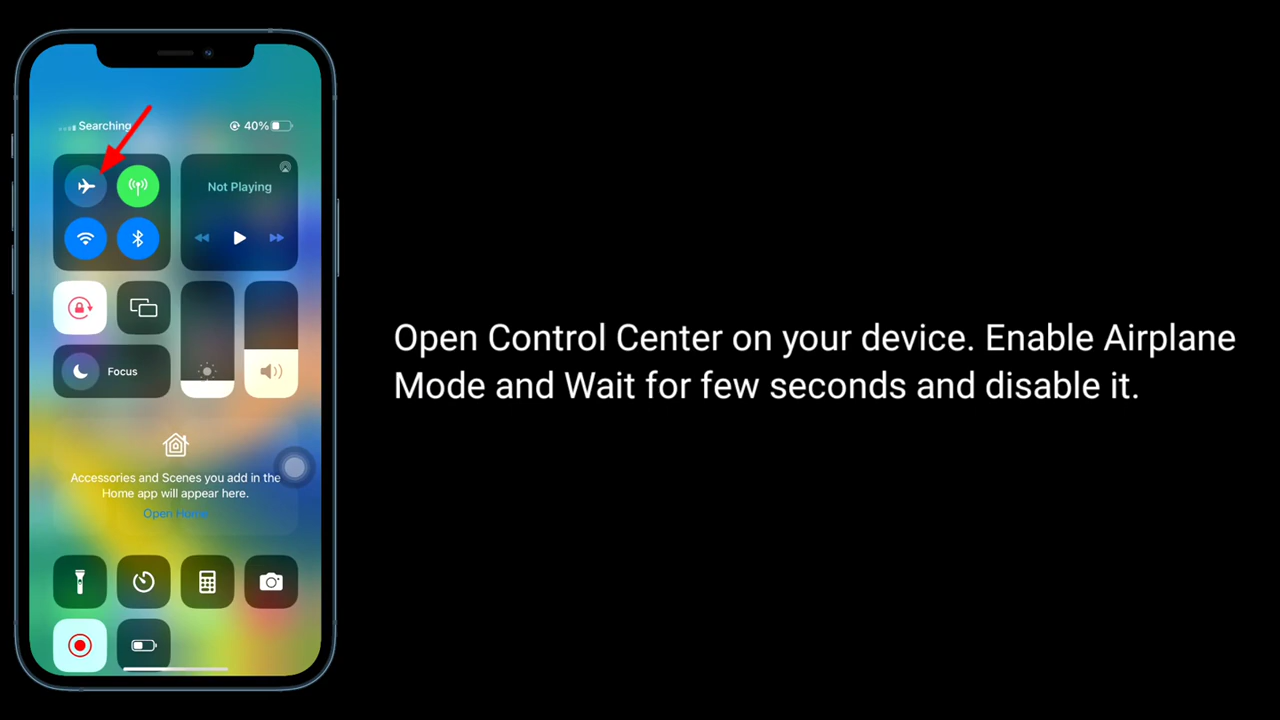 Searching 40%
Not Playing
Focus
Accessories and Scenes you add in the
Home app will appear here.
Open Home
Open Control Center on your device. Enable Airplane
Mode and Wait for few seconds and disable it.